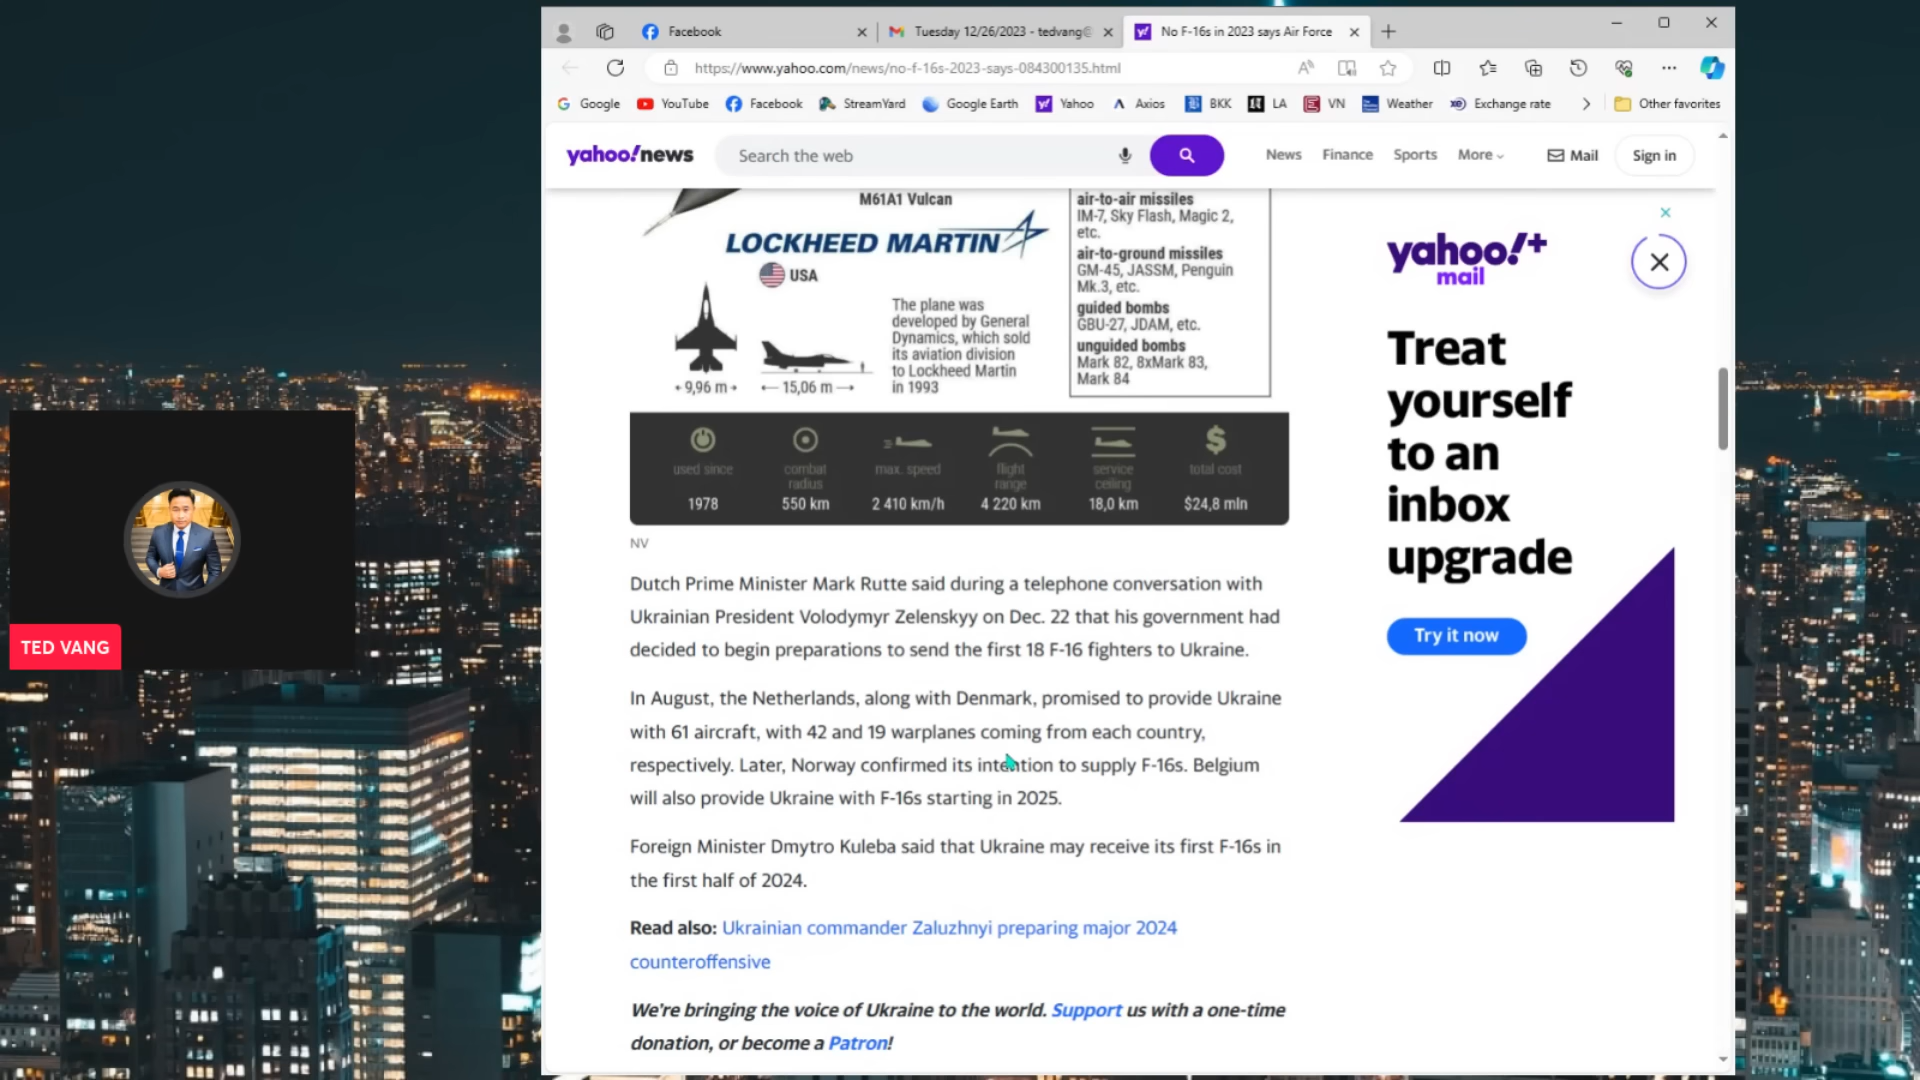 Facebook
Tuesday 12/26/2023 - tedvang@
No F-16s in 2023 says Air Force
https://www.yahoo.com/news/no-f-16s-2023-says-084300135.html
Google
YouTube
Facebook
StreamYard
Google Earth
Yahoo
Axios
BKK
LA
VN
Weather
Exchange rate
Other favorites
yahoo!news
Search the web
News
Finance
Sports
More
Mail
Sign in
M61A1 Vulcan
LOCKHEED MARTIN
USA
The plane was
developed by General
Dynamics, which sold
its aviation division
to Lockheed Martin
in 1993
9,96 m
15,06 m
air-to-air missiles
IM-7, Sky Flash, Magic 2,
etc.
air-to-ground missiles
GM-45, JASSM, Penguin
Mk.3, etc.
guided bombs
GBU-27, JDAM, etc.
unguided bombs
Mark 82, 8xMark 83,
Mark 84
used since
1978
combat
radius
550 km
max. speed
2 410 km/h
flight
range
4 220 km
service
ceiling
18,0 km
total cost
$24,8 mln
NV
Dutch Prime Minister Mark Rutte said during a telephone conversation with
Ukrainian President Volodymyr Zelenskyy on Dec. 22 that his government had
decided to begin preparations to send the first 18 F-16 fighters to Ukraine.
In August, the Netherlands, along with Denmark, promised to provide Ukraine
with 61 aircraft, with 42 and 19 warplanes coming from each country,
respectively. Later, Norway confirmed its intention to supply F-16s. Belgium
will also provide Ukraine with F-16s starting in 2025.
Foreign Minister Dmytro Kuleba said that Ukraine may receive its first F-16s in
the first half of 2024.
Read also: Ukrainian commander Zaluzhnyi preparing major 2024
counteroffensive
We're bringing the voice of Ukraine to the world. Support us with a one-time
donation, or become a Patron!
yahoo!+
mail
Treat
yourself
to an
inbox
upgrade
Try it now
TED VANG